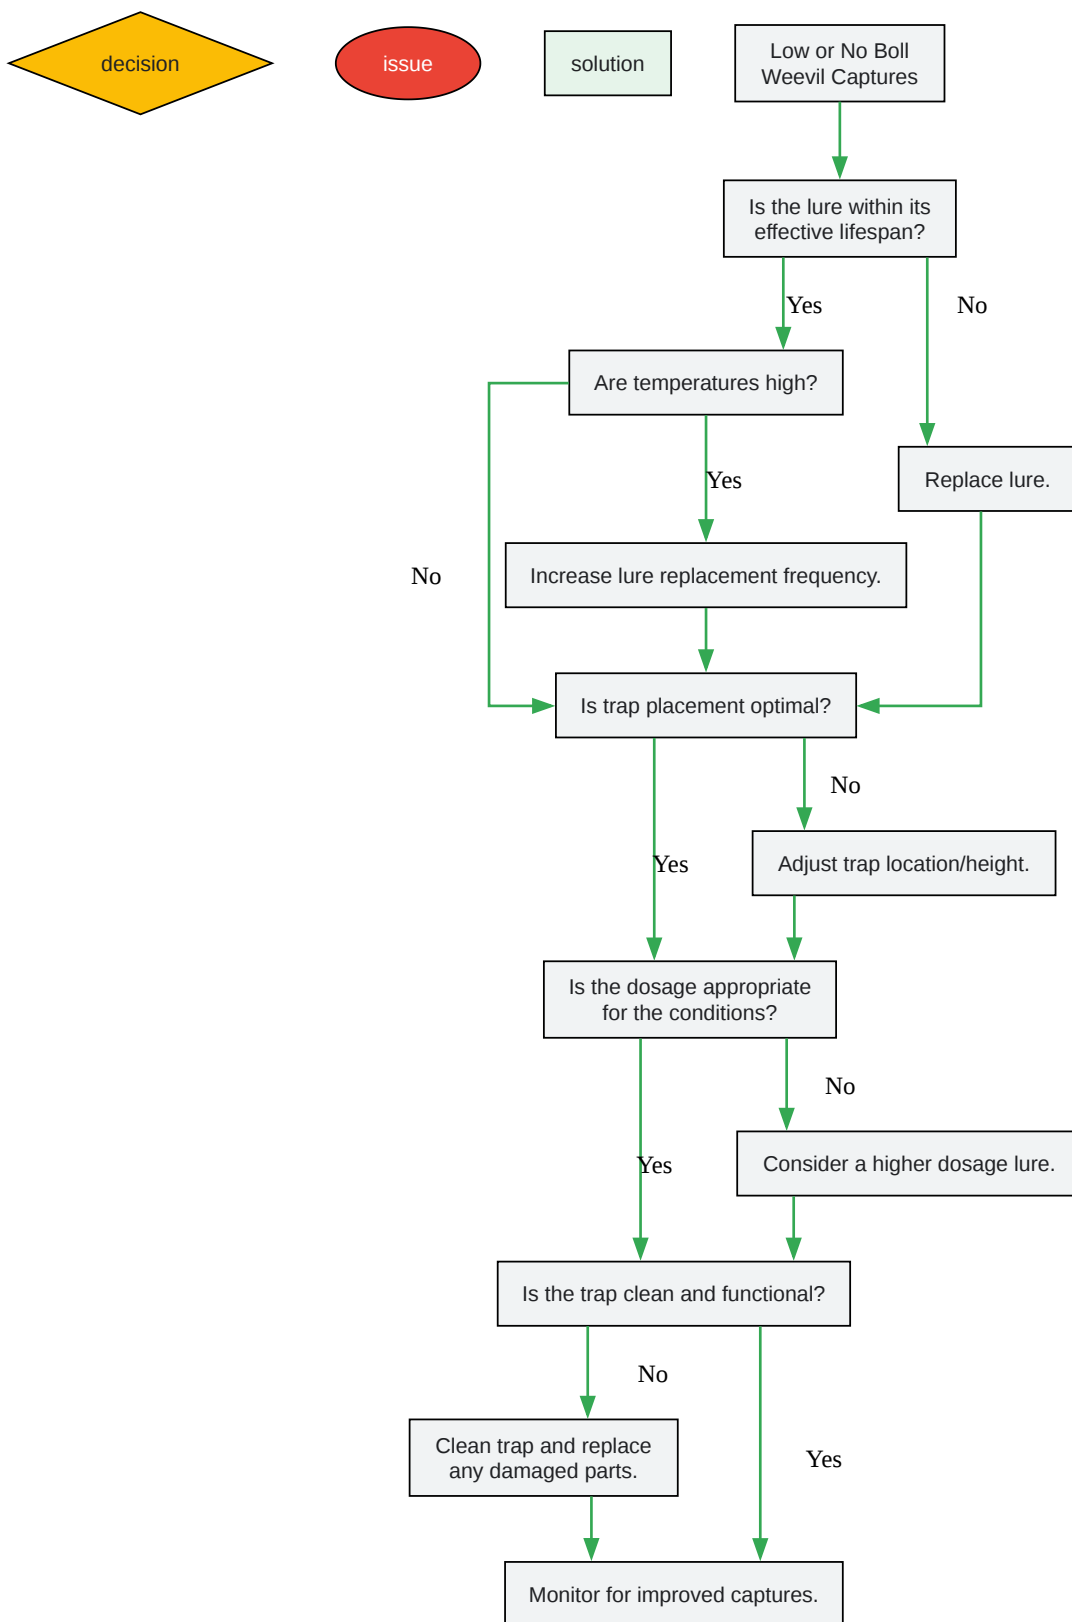 decision
issue
solution
Low or No Boll
Weevil Captures
Is the lure within its
effective lifespan?
Yes
No
Are temperatures high?
Yes
Replace lure.
No
Increase lure replacement frequency.
Is trap placement optimal?
No
Yes
Adjust trap location/height.
Is the dosage appropriate
for the conditions?
No
Yes
Consider a higher dosage lure.
Is the trap clean and functional?
No
Clean trap and replace
any damaged parts.
Yes
Monitor for improved captures.